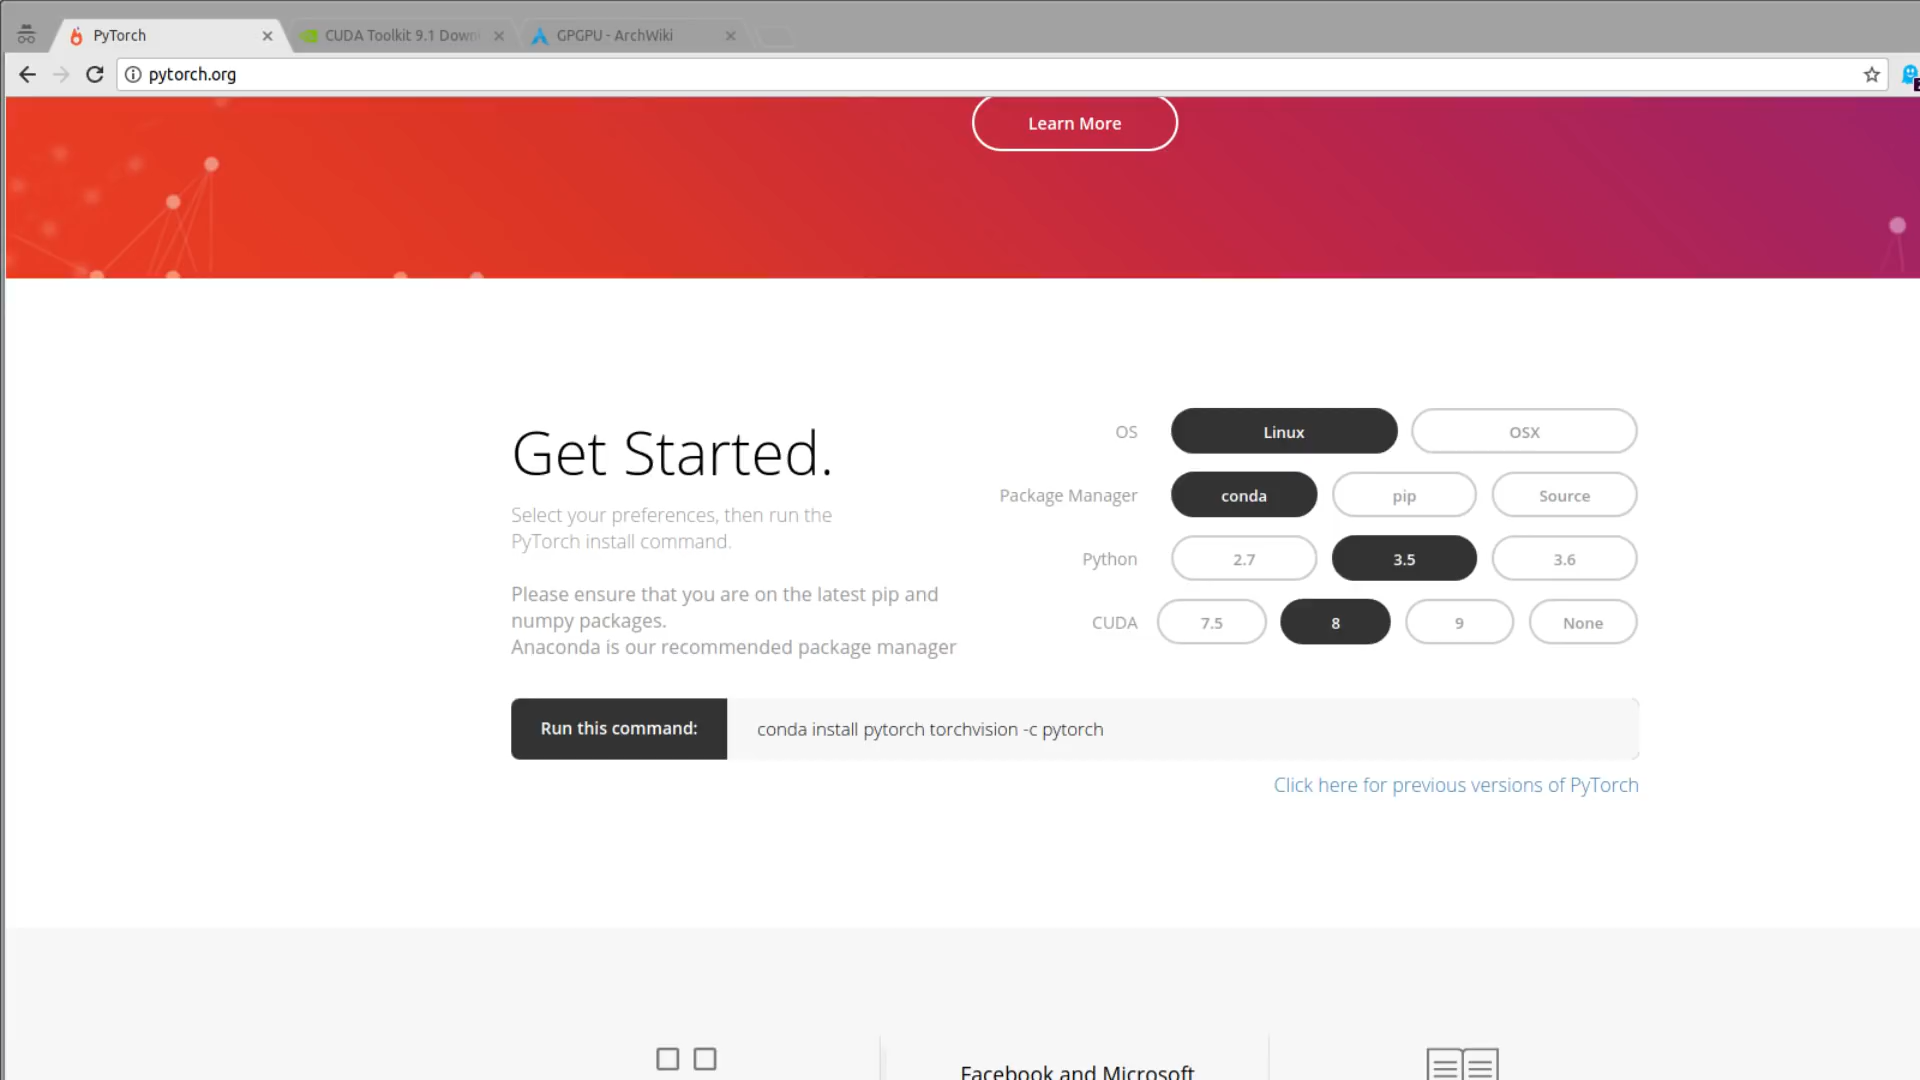 PyTorch
CUDA Toolkit 9.1 Down
GPGPU - ArchWiki
pytorch.org
Learn More
Get Started.
Select your preferences, then run the
PyTorch install command.
Please ensure that you are on the latest pip and
numpy packages.
Anaconda is our recommended package manager
OS Linux OSX
Package Manager conda pip Source
Python 2.7 3.5 3.6
CUDA 7.5 8 9 None
Run this command: conda install pytorch torchvision -c pytorch
Click here for previous versions of PyTorch
Facebook and Microsoft